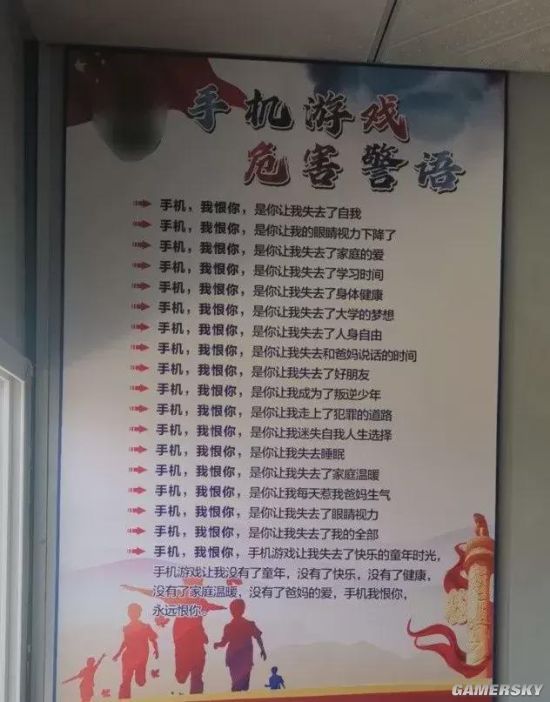 手机游戏
危害警语
手机，我恨你，是你让我失去了自我
手机，我恨你，是你让我的眼睛视力下降了
手机，我恨你，是你让我失去了家庭的爱
手机，我恨你，是你让我失去了学习时间
手机，我恨你，是你让我失去了身体健康
手机，我恨你，是你让我失去了大学的梦想
手机，我恨你，是你让我失去了人身自由
手机，我恨你，是你让我失去和爸妈说话的时间
手机，我恨你，是你让我失去了好朋友
手机，我恨你，是你让我成为了叛逆少年
手机，我恨你，是你让我走上了犯罪的道路
手机，我恨你，是你让我迷失自我人生选择
手机，我恨你，是你让我失去睡眠
手机，我恨你，是你让我失去了家庭温暖
手机，我恨你，是你让我每天惹我爸妈生气
手机，我恨你，是你让我失去了眼睛视力
手机，我恨你，是你让我失去了我的全部
手机，我恨你，手机游戏让我失去了快乐的童年时光，
手机游戏让我没有了童年，没有了快乐，没有了健康，
没有了家庭温暖，没有了爸妈的爱，手机我恨你，
永远恨你。
GAMERSKY